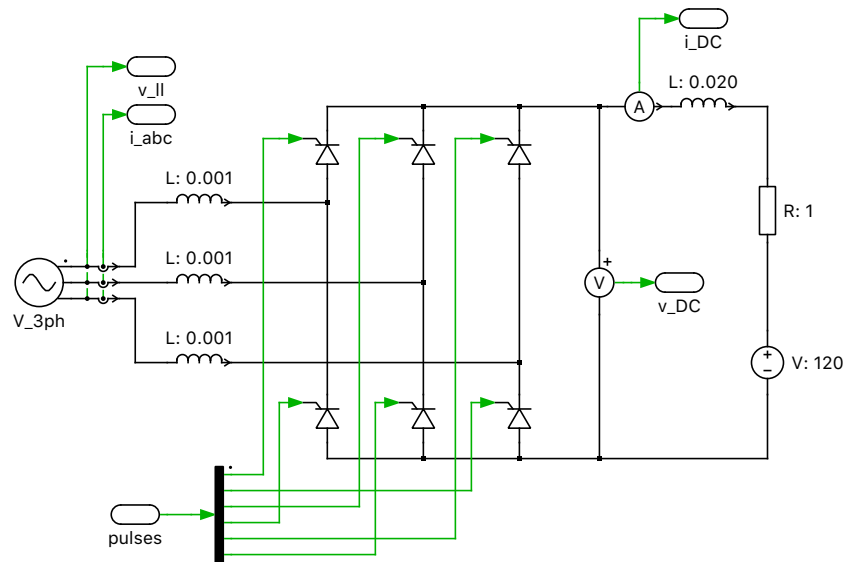 i_DC
v_ll
L: 0.020
A
i_abc
L: 0.001
R: 1
L: 0.001
+
V
v_DC
V_3ph
L: 0.001
+
−
V: 120
pulses